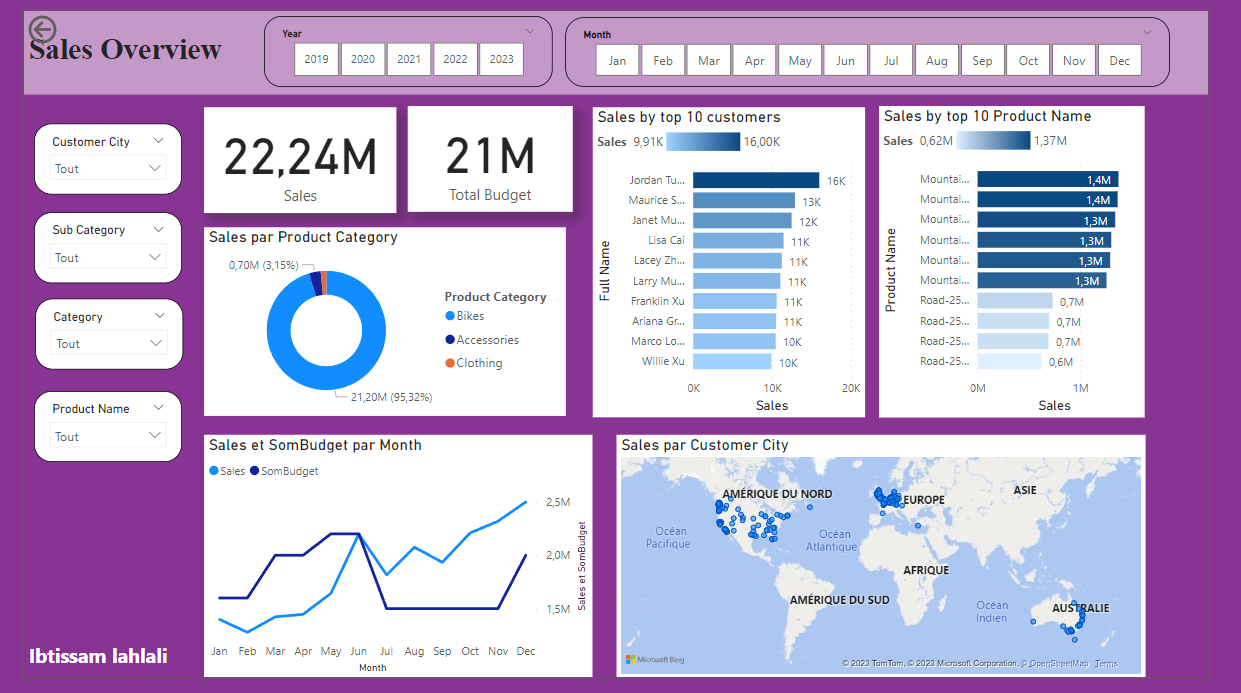 Sales Overview
Year
2019 2020 2021 2022 2023
Month
Jan Feb Mar Apr May Jun Jul Aug Sep Oct Nov Dec
Customer City
Tout
Sub Category
Tout
Category
Tout
Product Name
Tout
22,24M
Sales
21M
Total Budget
Sales by top 10 customers
Sales 9,91K 16,00K
Full Name
Jordan Tu... 16K
Maurice S... 13K
Janet Mu... 12K
Lisa Cai 11K
Lacey Zh... 11K
Larry Mu... 11K
Franklin Xu 11K
Ariana Gr... 11K
Marco Lo... 10K
Willie Xu 10K
0K 10K 20K
Sales
Sales by top 10 Product Name
Sales 0,62M 1,37M
Product Name
Mountai... 1,4M
Mountai... 1,4M
Mountai... 1,3M
Mountai... 1,3M
Mountai... 1,3M
Mountai... 1,3M
Road-25... 0,7M
Road-25... 0,7M
Road-25... 0,7M
Road-25... 0,6M
0M 1M
Sales
Sales par Product Category
0,70M (3,15%)
21,20M (95,32%)
Product Category
Bikes
Accessories
Clothing
Sales et SomBudget par Month
Sales SomBudget
2,5M
2,0M
1,5M
Sales et SomBudget
Jan Feb Mar Apr May Jun Jul Aug Sep Oct Nov Dec
Month
Sales par Customer City
AMÉRIQUE DU NORD
EUROPE
ASIE
Océan
Pacifique
Océan
Atlantique
AFRIQUE
AMÉRIQUE DU SUD
Océan
Indien
AUSTRALIE
Microsoft Bing
© 2023 TomTom, © 2023 Microsoft Corporation, © OpenStreetMap Terms
Ibtissam lahlali